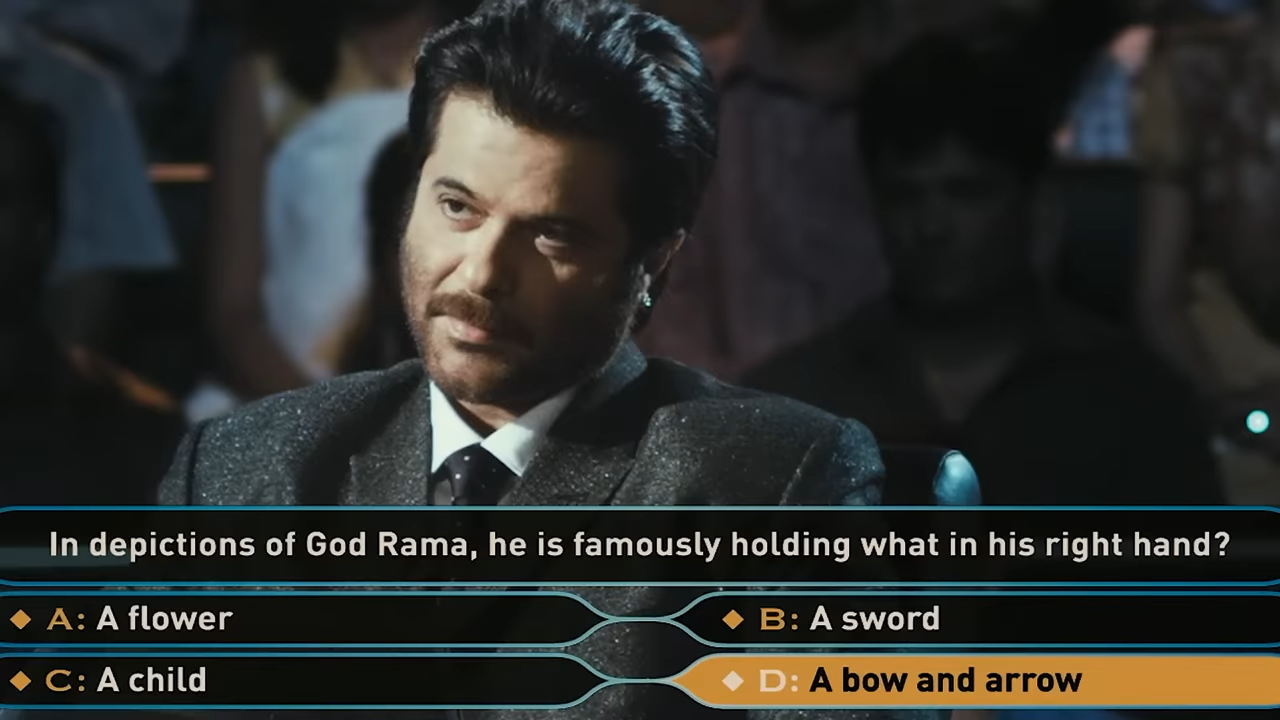 In depictions of God Rama, he is famously holding what in his right hand?
A: A flower
B: A sword
C: A child
D: A bow and arrow